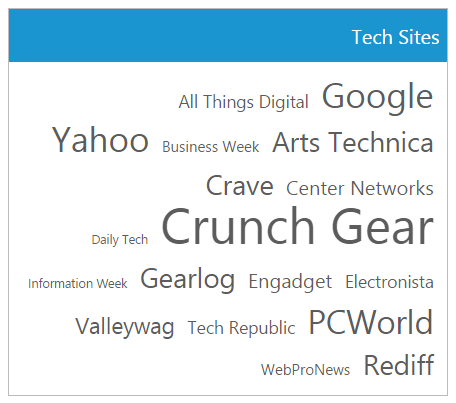 Tech Sites
All Things Digital Google
Yahoo Business Week Arts Technica
Crave Center Networks
Daily Tech Crunch Gear
Information Week Gearlog Engadget Electronista
Valleywag Tech Republic PCWorld
WebProNews Rediff